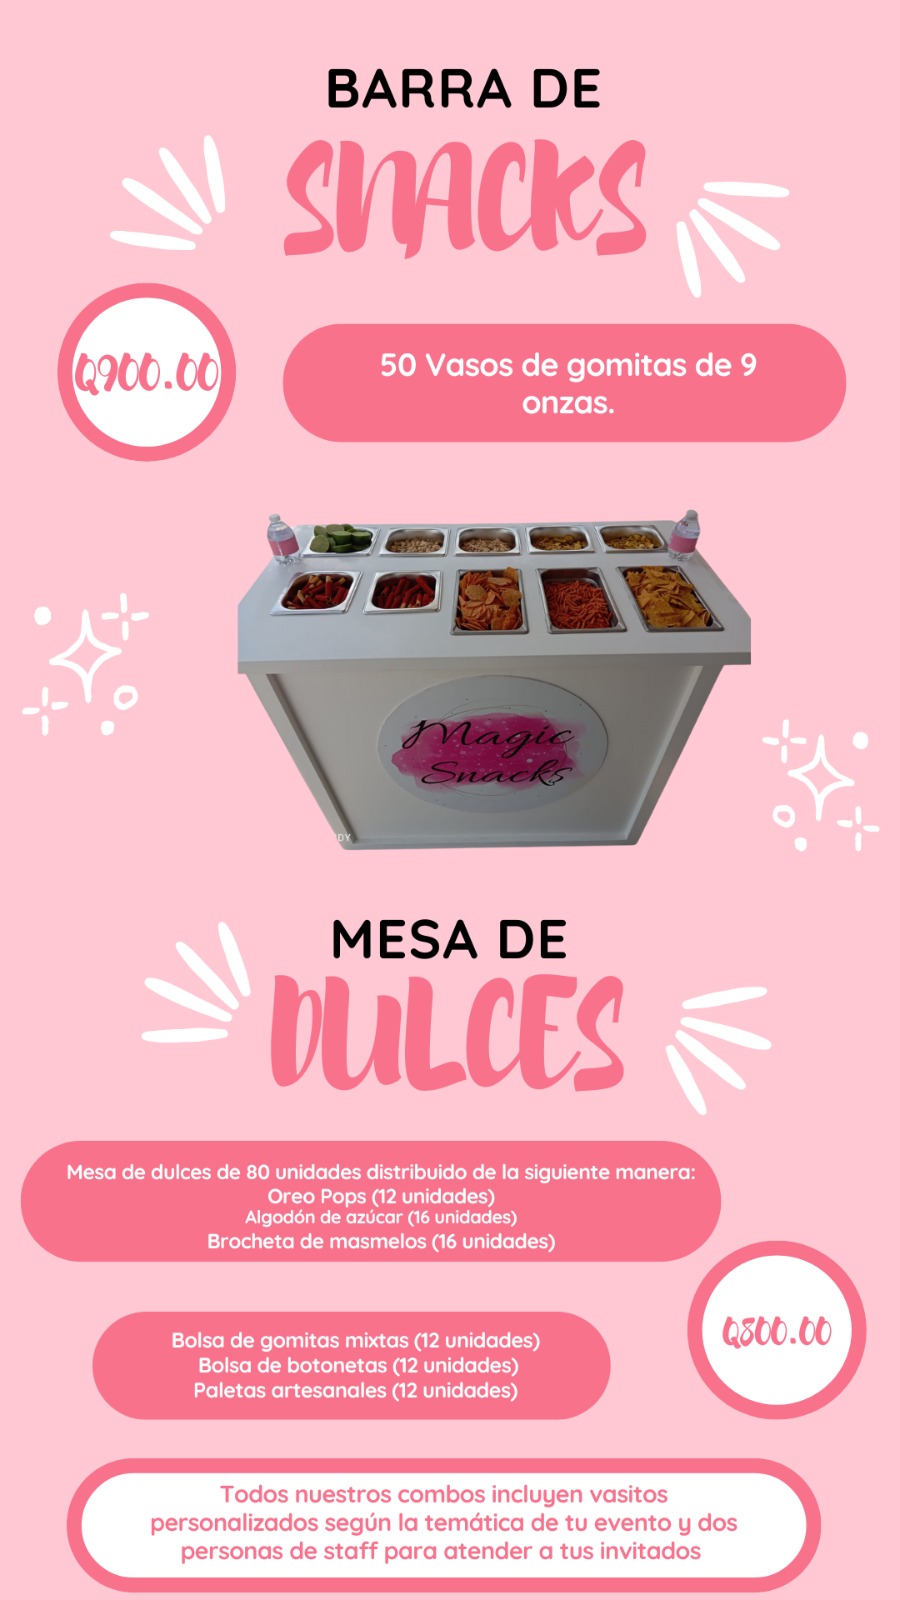 BARRA DE
SNACKS
Q900.00
50 Vasos de gomitas de 9
onzas.
Magic
Snacks
DY
MESA DE
DULCES
Mesa de dulces de 80 unidades distribuido de la siguiente manera:
Oreo Pops (12 unidades)
Algodón de azúcar (16 unidades)
Brocheta de masmelos (16 unidades)
Q800.00
Bolsa de gomitas mixtas (12 unidades)
Bolsa de botonetas (12 unidades)
Paletas artesanales (12 unidades)
Todos nuestros combos incluyen vasitos
personalizados según la temática de tu evento y dos
personas de staff para atender a tus invitados